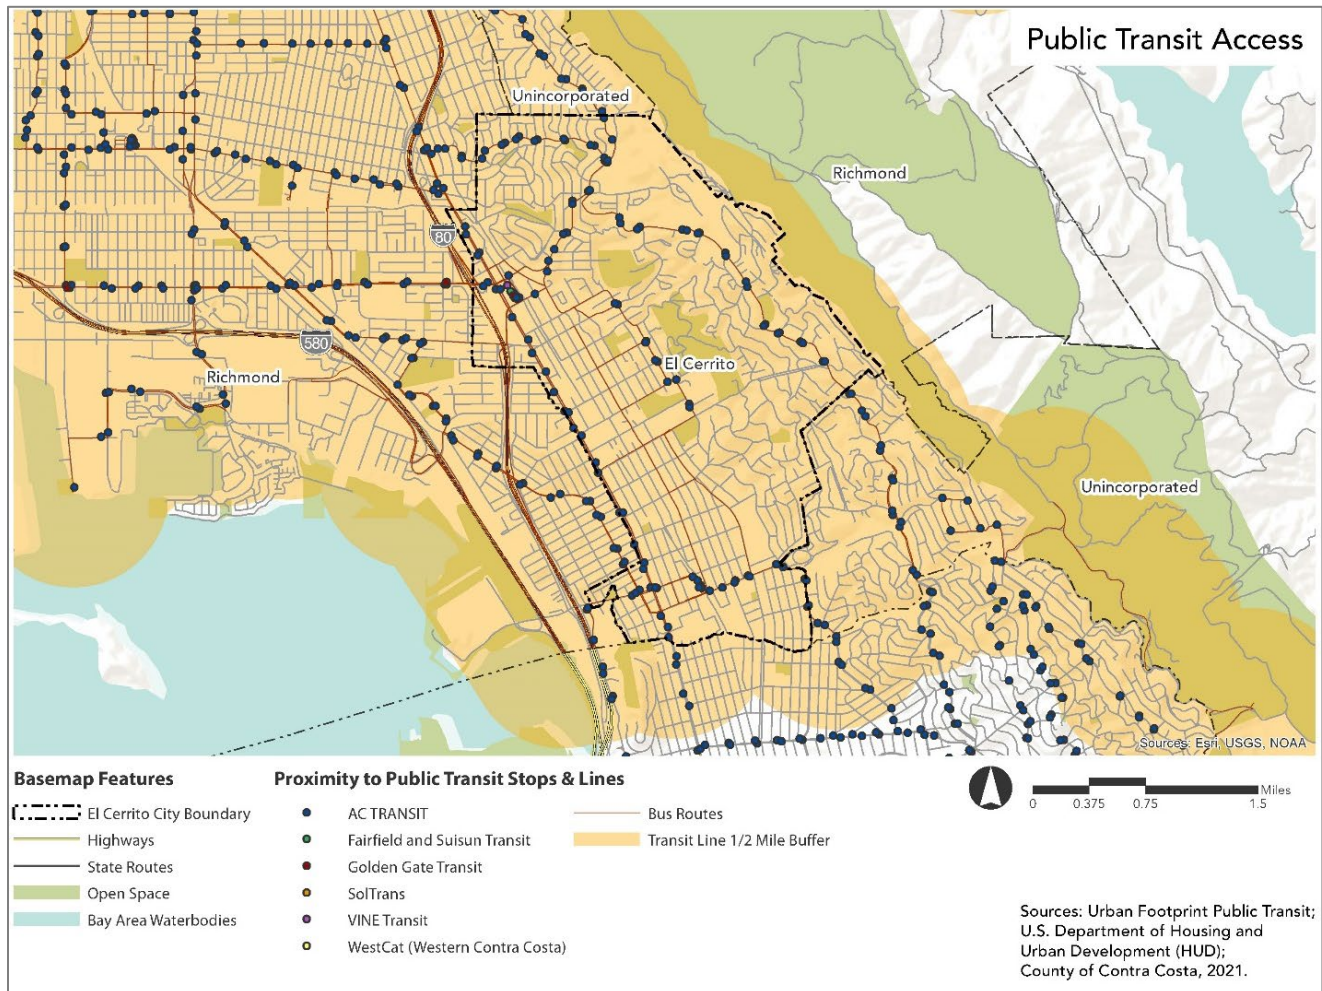 Public Transit Access
Unincorporated
Richmond
80
580
Richmond
El Cerrito
Unincorporated
Sources: Esri, USGS, NOAA
Basemap Features
El Cerrito City Boundary
Highways
State Routes
Open Space
Bay Area Waterbodies
Proximity to Public Transit Stops & Lines
AC TRANSIT
Fairfield and Suisun Transit
Golden Gate Transit
SolTrans
VINE Transit
WestCat (Western Contra Costa)
Bus Routes
Transit Line 1/2 Mile Buffer
Miles
0 0.375 0.75 1.5
Sources: Urban Footprint Public Transit;
U.S. Department of Housing and
Urban Development (HUD);
County of Contra Costa, 2021.